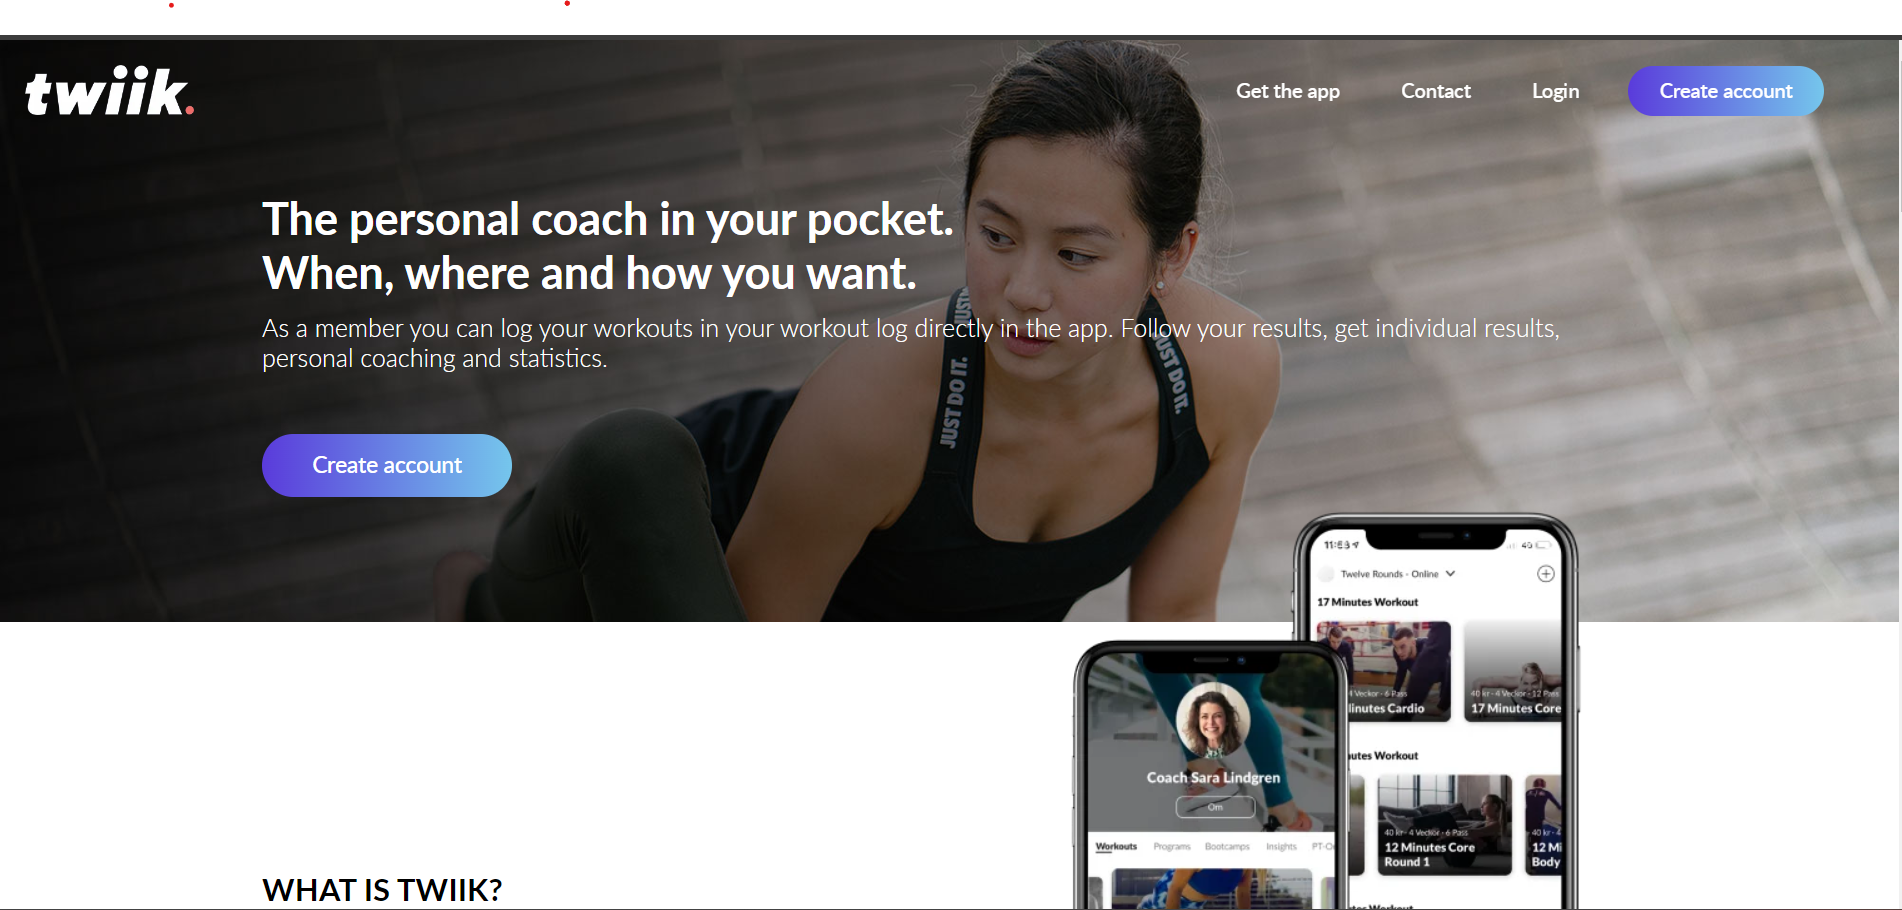 twiik.
Get the app
Contact
Login
Create account
The personal coach in your pocket.
When, where and how you want.
As a member you can log your workouts in your workout log directly in the app. Follow your results, get individual results,
personal coaching and statistics.
JUST DO IT.
JUST DO IT.
Create account
WHAT IS TWIIK?
11:53
4G
Twelve Rounds - Online
17 Minutes Workout
4 Veckor - 6 Pass
inutes Cardio
40 kr - 4 Veckor - 12 Pass
17 Minutes Core
utes Workout
40 kr - 4 Veckor - 6 Pass
12 Minutes Core
Round 1
40 kr - 4
12 Mi
Body
Coach Sara Lindgren
Om
Workouts
Programs
Bootcamps
Insights
PT-O